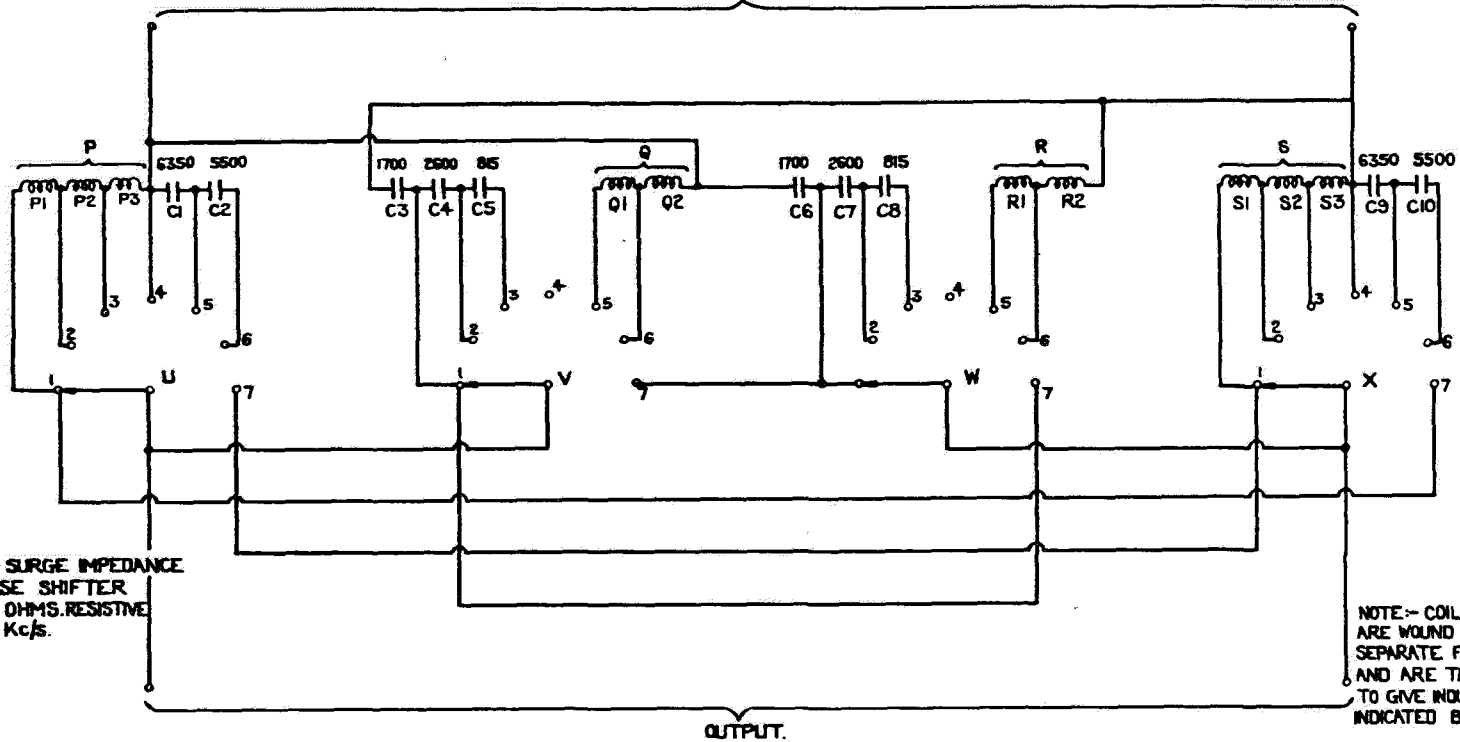 P Q R S
6350 5500 1700 2600 815 1700 2600 815 6350 5500
P1 P2 P3 C1 C2 C3 C4 C5 Q1 Q2 C6 C7 C8 R1 R2 S1 S2 S3 C9 C10
3 4 5 3 4 5 3 4 5 3 4 5
2 6 2 6 2 6 2 6
1 U 7 1 V 7 W 7 1 X 7
SURGE IMPEDANCE
SE SHIFTER
OHMS. RESISTIVE
Kc/s.
NOTE:- COIL
ARE WOUND
SEPARATE F
AND ARE T
TO GIVE IND
INDICATED B
OUTPUT.